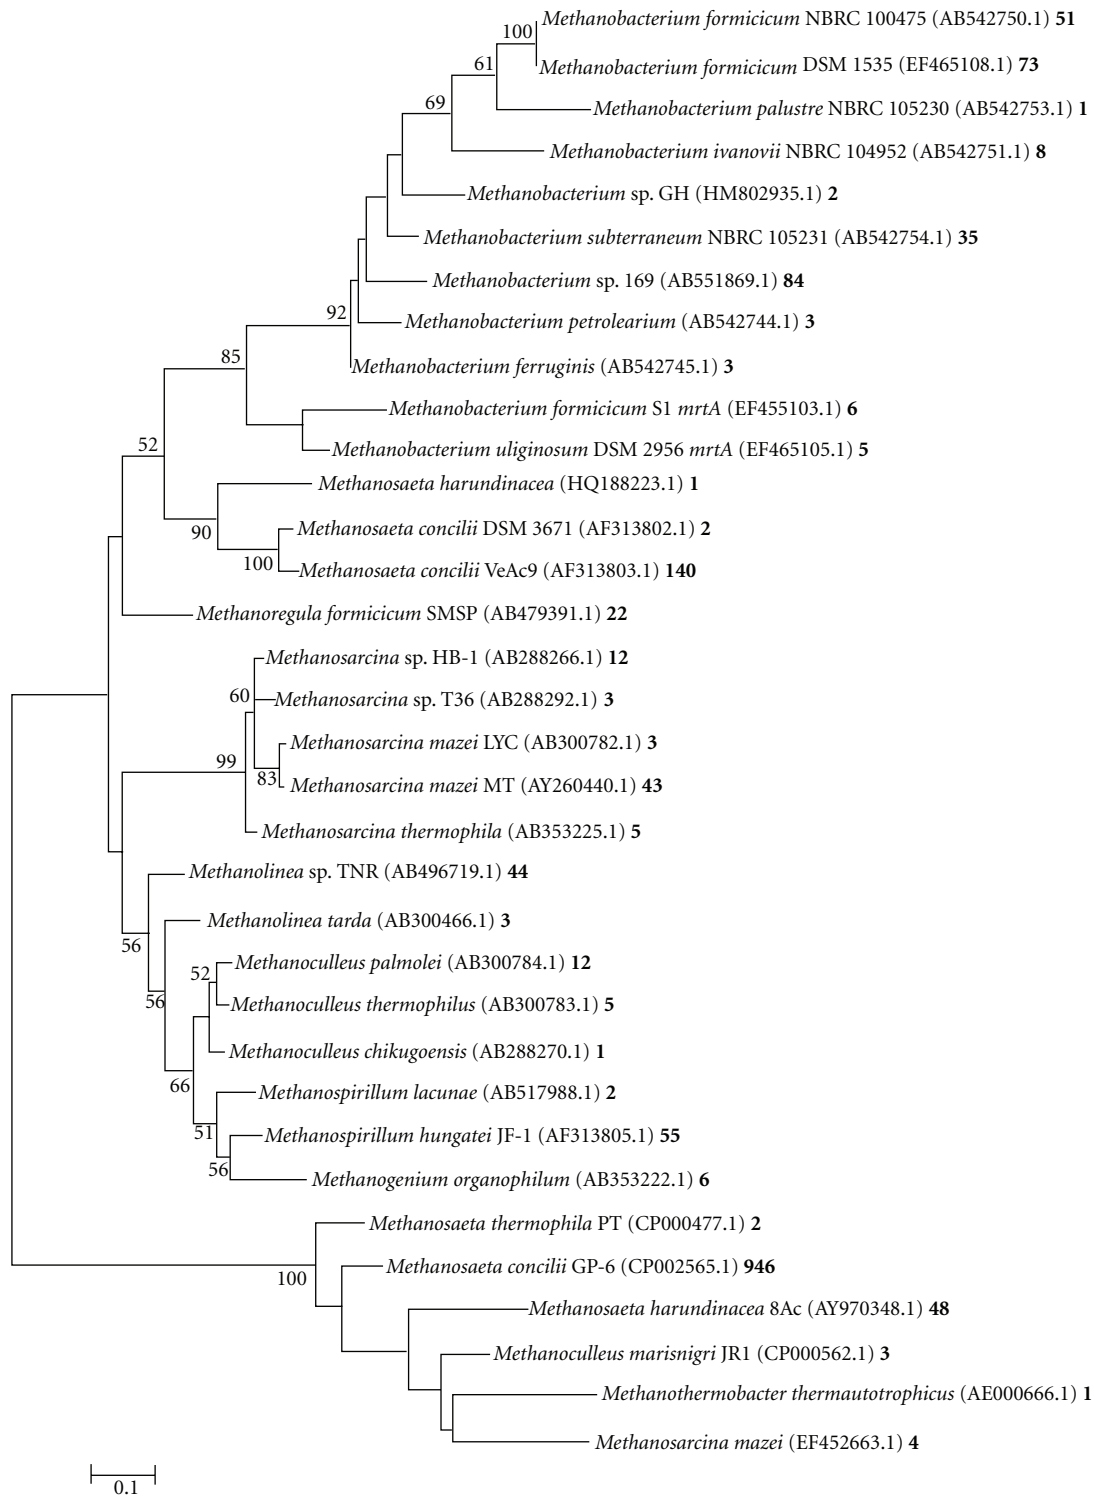 Methanobacterium formicicum NBRC 100475 (AB542750.1) 51
100
61
Methanobacterium formicicum DSM 1535 (EF465108.1) 73
69
Methanobacterium palustre NBRC 105230 (AB542753.1) 1
Methanobacterium ivanovii NBRC 104952 (AB542751.1) 8
Methanobacterium sp. GH (HM802935.1) 2
Methanobacterium subterraneum NBRC 105231 (AB542754.1) 35
Methanobacterium sp. 169 (AB551869.1) 84
92
Methanobacterium petrolearium (AB542744.1) 3
85
Methanobacterium ferruginis (AB542745.1) 3
Methanobacterium formicicum S1 mrtA (EF455103.1) 6
52
Methanobacterium uliginosum DSM 2956 mrtA (EF465105.1) 5
Methanosaeta harundinacea (HQ188223.1) 1
90
Methanosaeta concilii DSM 3671 (AF313802.1) 2
100
Methanosaeta concilii VeAc9 (AF313803.1) 140
Methanoregula formicicum SMSP (AB479391.1) 22
Methanosarcina sp. HB-1 (AB288266.1) 12
60
Methanosarcina sp. T36 (AB288292.1) 3
Methanosarcina mazei LYC (AB300782.1) 3
99
83
Methanosarcina mazei MT (AY260440.1) 43
Methanosarcina thermophila (AB353225.1) 5
Methanolinea sp. TNR (AB496719.1) 44
Methanolinea tarda (AB300466.1) 3
56
Methanoculleus palmolei (AB300784.1) 12
52
56
Methanoculleus thermophilus (AB300783.1) 5
Methanoculleus chikugoensis (AB288270.1) 1
66
Methanospirillum lacunae (AB517988.1) 2
51
Methanospirillum hungatei JF-1 (AF313805.1) 55
56
Methanogenium organophilum (AB353222.1) 6
Methanosaeta thermophila PT (CP000477.1) 2
Methanosaeta concilii GP-6 (CP002565.1) 946
100
Methanosaeta harundinacea 8Ac (AY970348.1) 48
Methanoculleus marisnigri JR1 (CP000562.1) 3
Methanothermobacter thermautotrophicus (AE000666.1) 1
Methanosarcina mazei (EF452663.1) 4
0.1